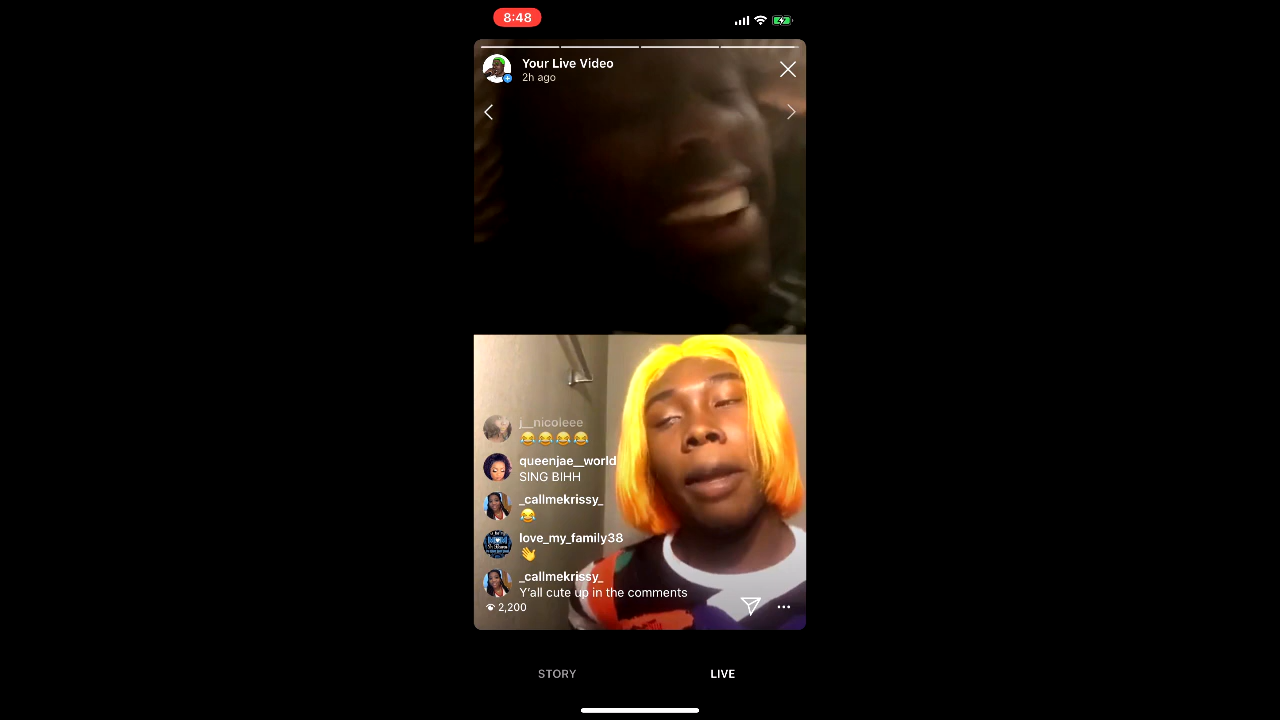 8:48
Your Live Video
2h ago
j__nicoleee
😂😂😂😂
queenjae__world
SING BIHH
_callmekrissy_
😂
love_my_family38
👋
_callmekrissy_
Y'all cute up in the comments
2,200
STORY
LIVE